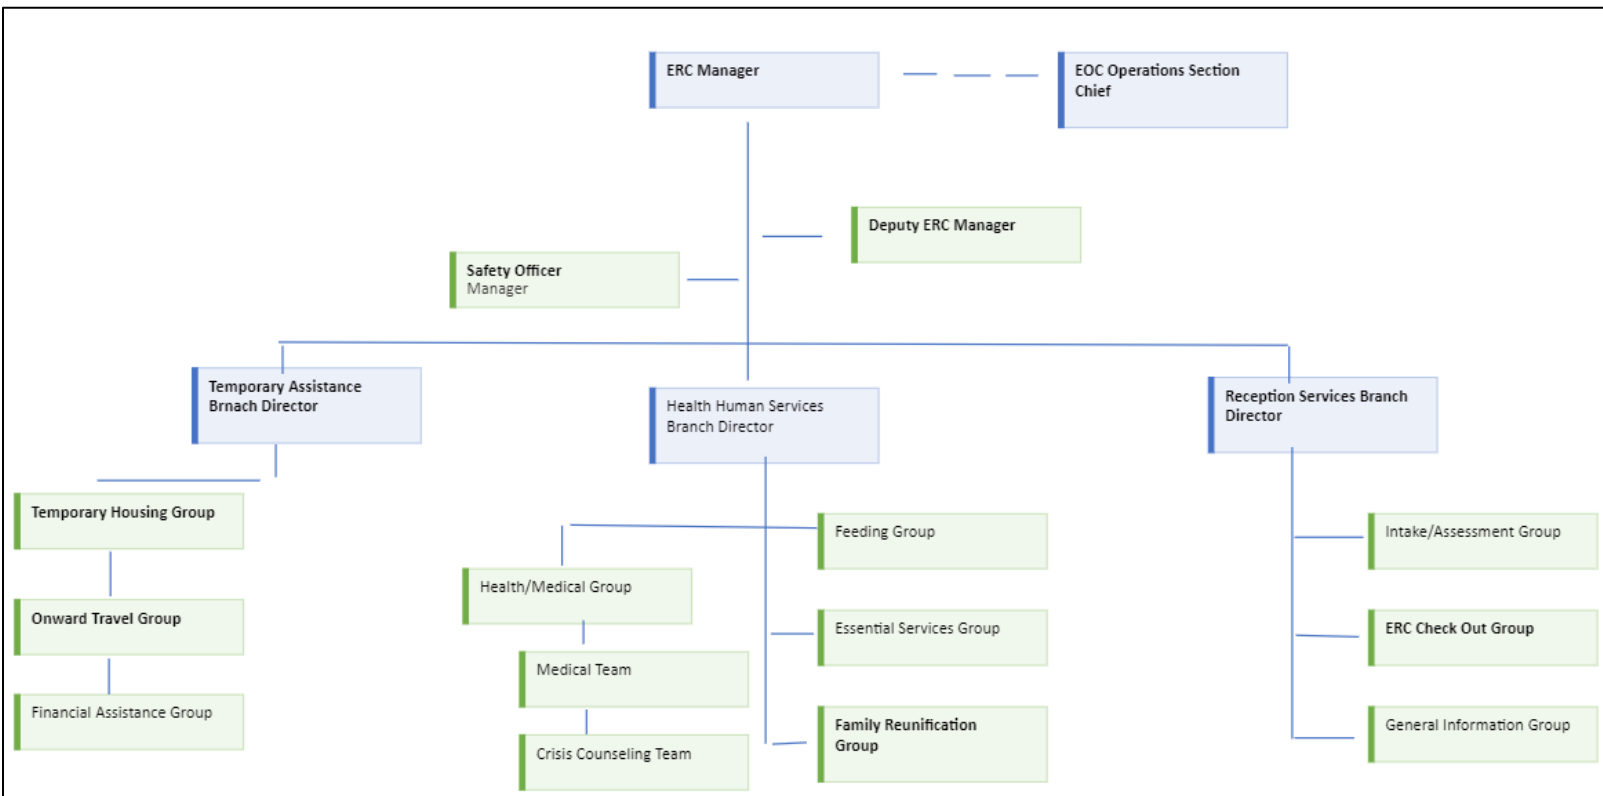 ERC Manager
EOC Operations Section
Chief
Deputy ERC Manager
Safety Officer
Manager
Temporary Assistance
Brnach Director
Health Human Services
Branch Director
Reception Services Branch
Director
Temporary Housing Group
Onward Travel Group
Financial Assistance Group
Health/Medical Group
Medical Team
Crisis Counseling Team
Feeding Group
Essential Services Group
Family Reunification
Group
Intake/Assessment Group
ERC Check Out Group
General Information Group